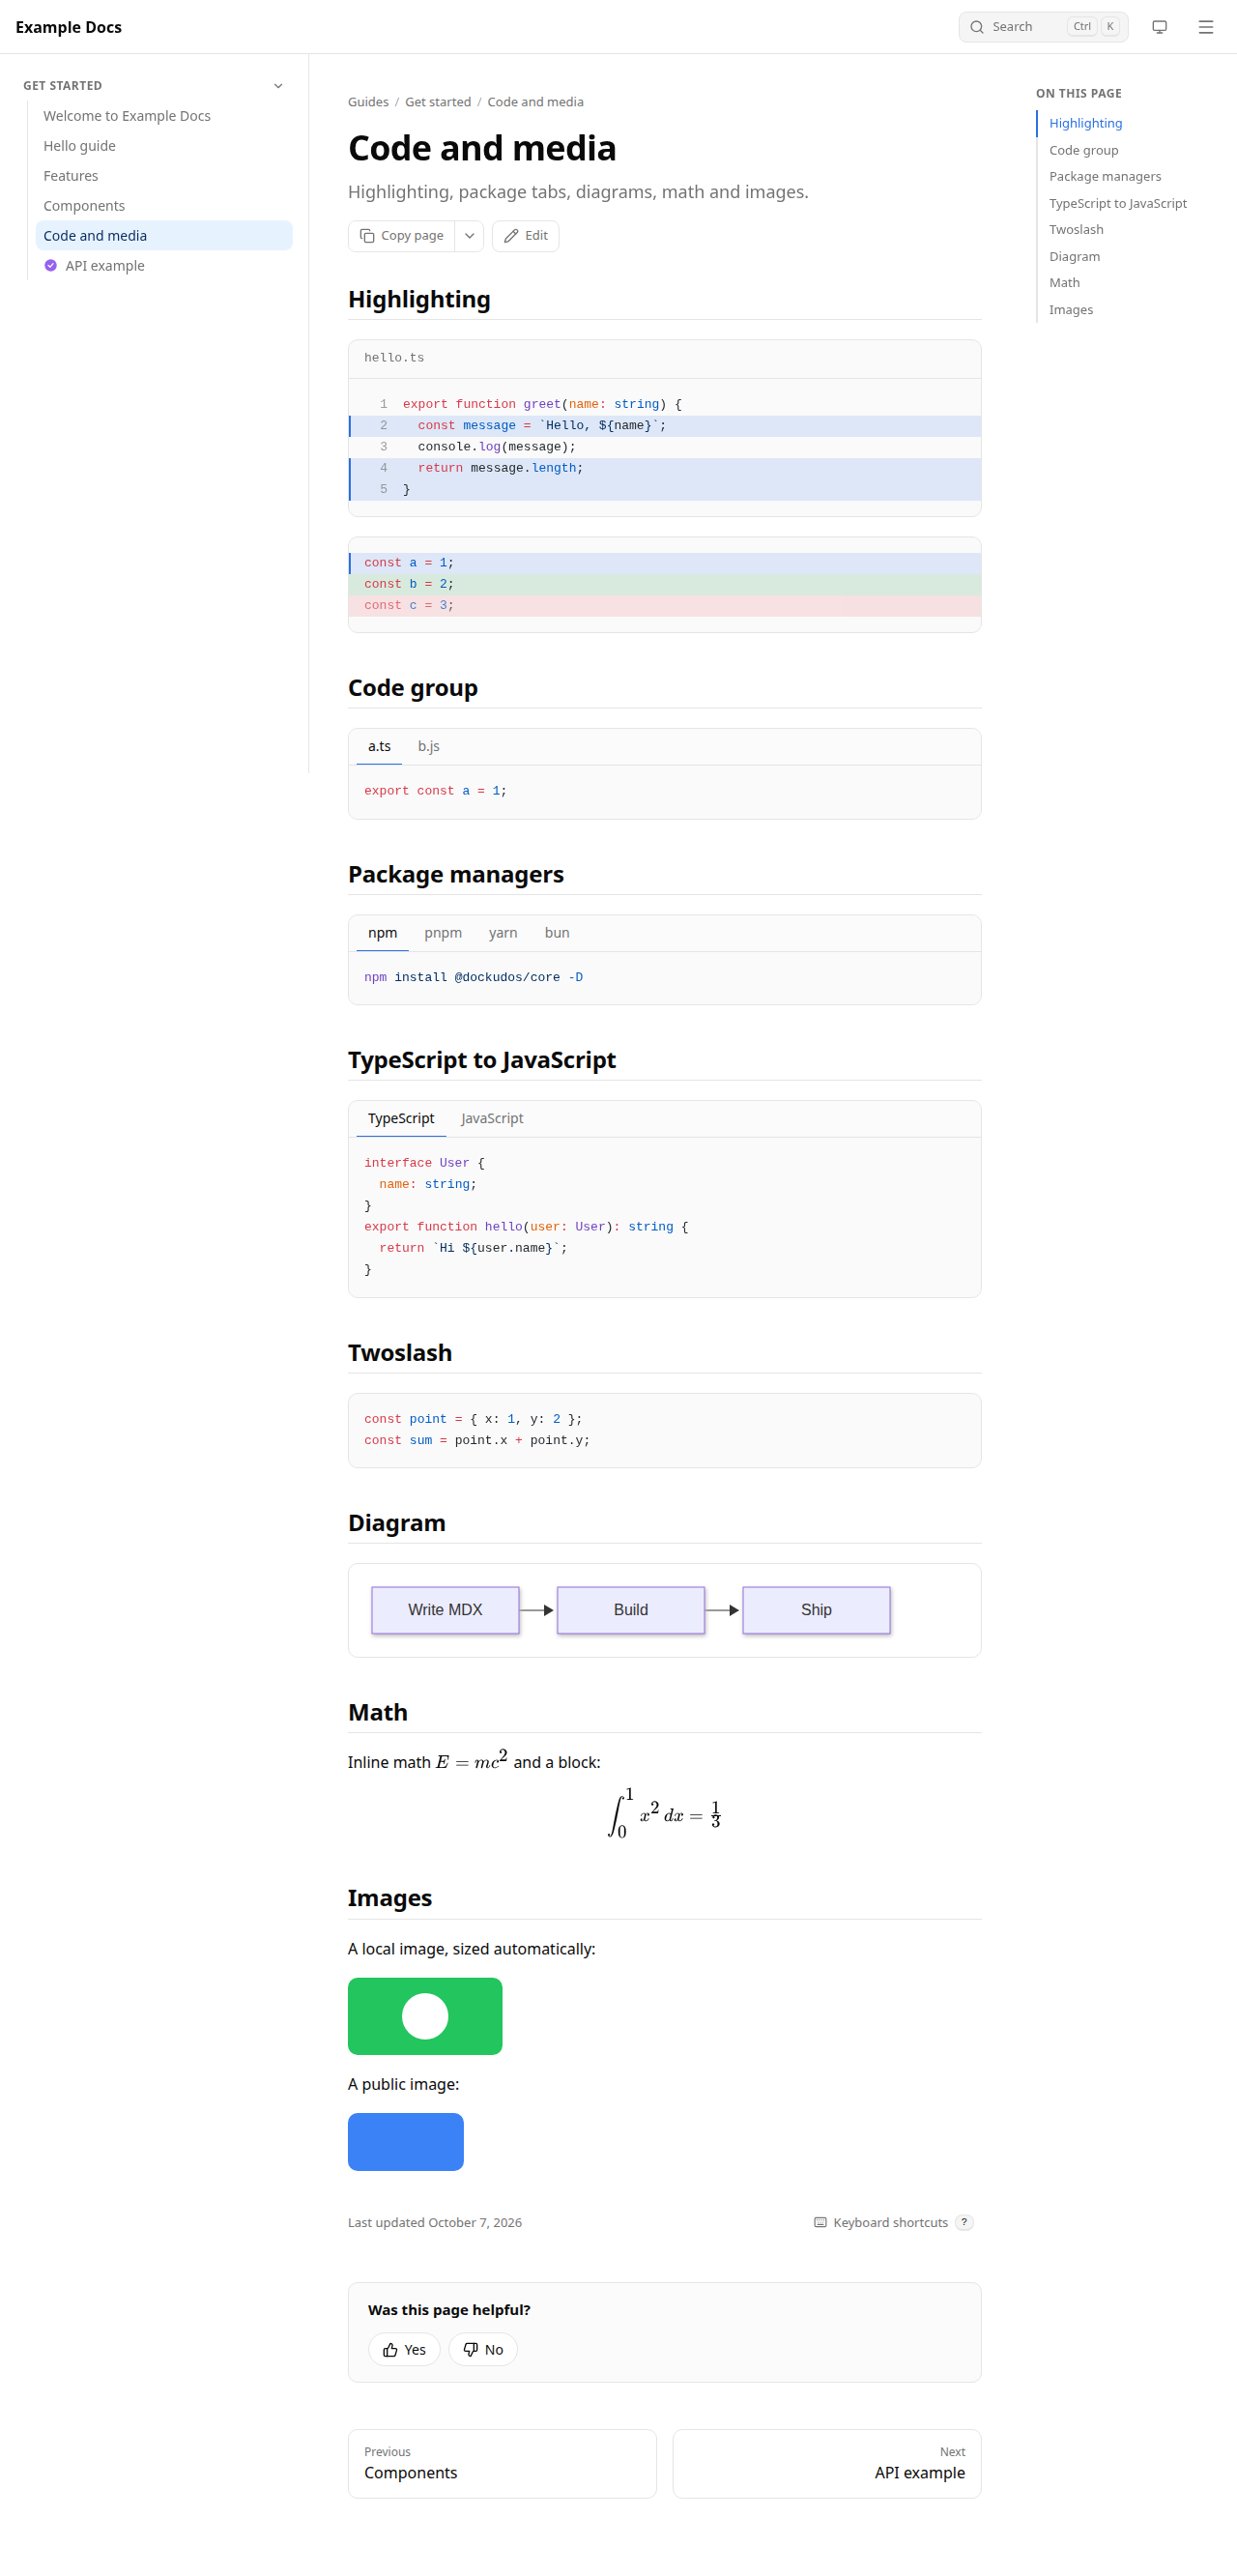 Example Docs
Search Ctrl K
GET STARTED
Welcome to Example Docs
Hello guide
Features
Components
Code and media
API example
Guides / Get started / Code and media
Code and media
Highlighting, package tabs, diagrams, math and images.
Copy page
Edit
Highlighting
hello.ts
1 export function greet(name: string) {
2   const message = `Hello, ${name}`;
3   console.log(message);
4   return message.length;
5 }
const a = 1;
const b = 2;
const c = 3;
Code group
a.ts b.js
export const a = 1;
Package managers
npm pnpm yarn bun
npm install @dockudos/core -D
TypeScript to JavaScript
TypeScript JavaScript
interface User {
  name: string;
}
export function hello(user: User): string {
  return `Hi ${user.name}`;
}
Twoslash
const point = { x: 1, y: 2 };
const sum = point.x + point.y;
Diagram
Write MDX Build Ship
Math
Inline math E = mc² and a block:
∫₀¹ x² dx = 1/3
Images
A local image, sized automatically:
A public image:
Last updated October 7, 2026
Keyboard shortcuts ?
Was this page helpful?
Yes No
Previous
Components
Next
API example
ON THIS PAGE
Highlighting
Code group
Package managers
TypeScript to JavaScript
Twoslash
Diagram
Math
Images